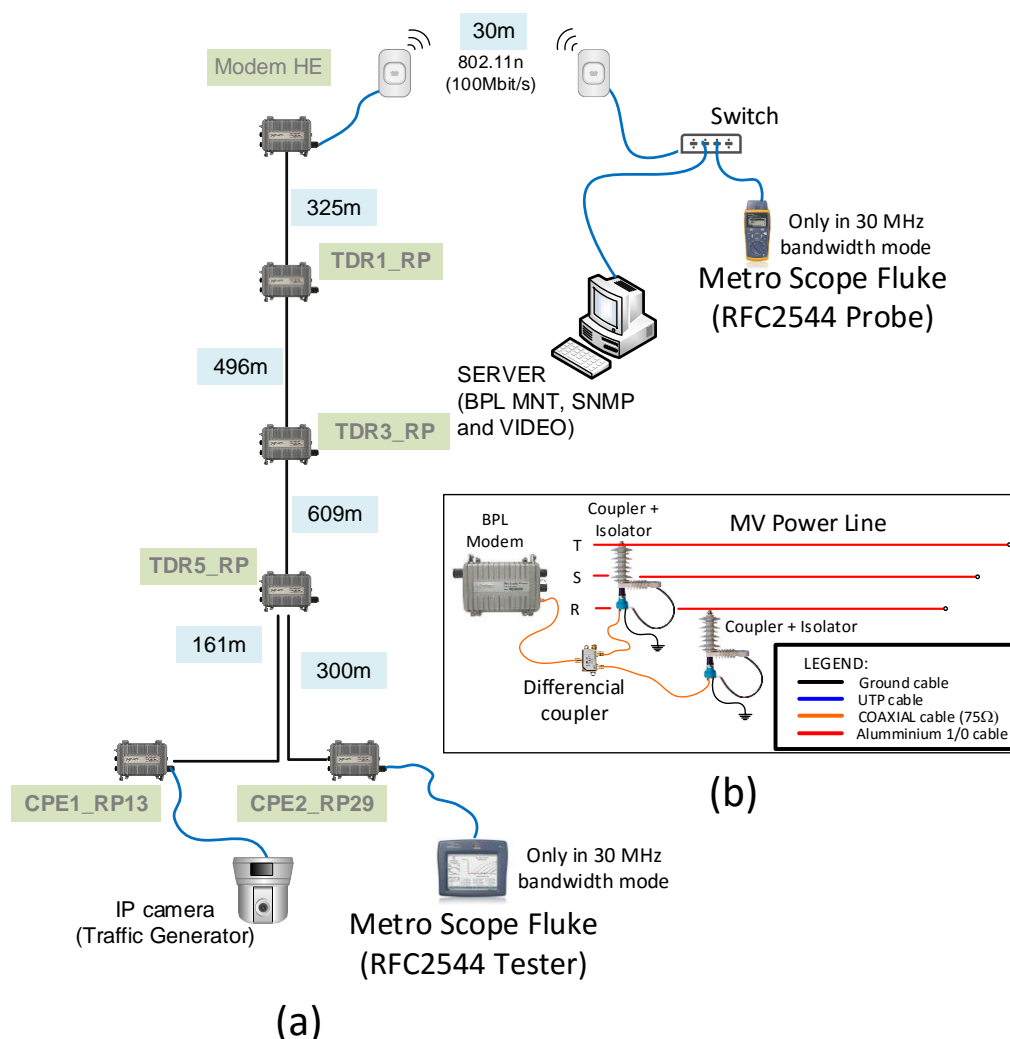 30m
802.11n
(100Mbit/s)
Modem HE
Switch
325m
Only in 30 MHz
bandwidth mode
Metro Scope Fluke
(RFC2544 Probe)
TDR1_RP
496m
SERVER
(BPL MNT, SNMP
and VIDEO)
TDR3_RP
609m
TDR5_RP
161m
300m
CPE1_RP13
CPE2_RP29
IP camera
(Traffic Generator)
Only in 30 MHz
bandwidth mode
Metro Scope Fluke
(RFC2544 Tester)
(a)
BPL
Modem
Coupler +
Isolator
MV Power Line
T
S
R
Coupler + Isolator
Differencial
coupler
LEGEND:
Ground cable
UTP cable
COAXIAL cable (75Ω)
Alumminium 1/0 cable
(b)